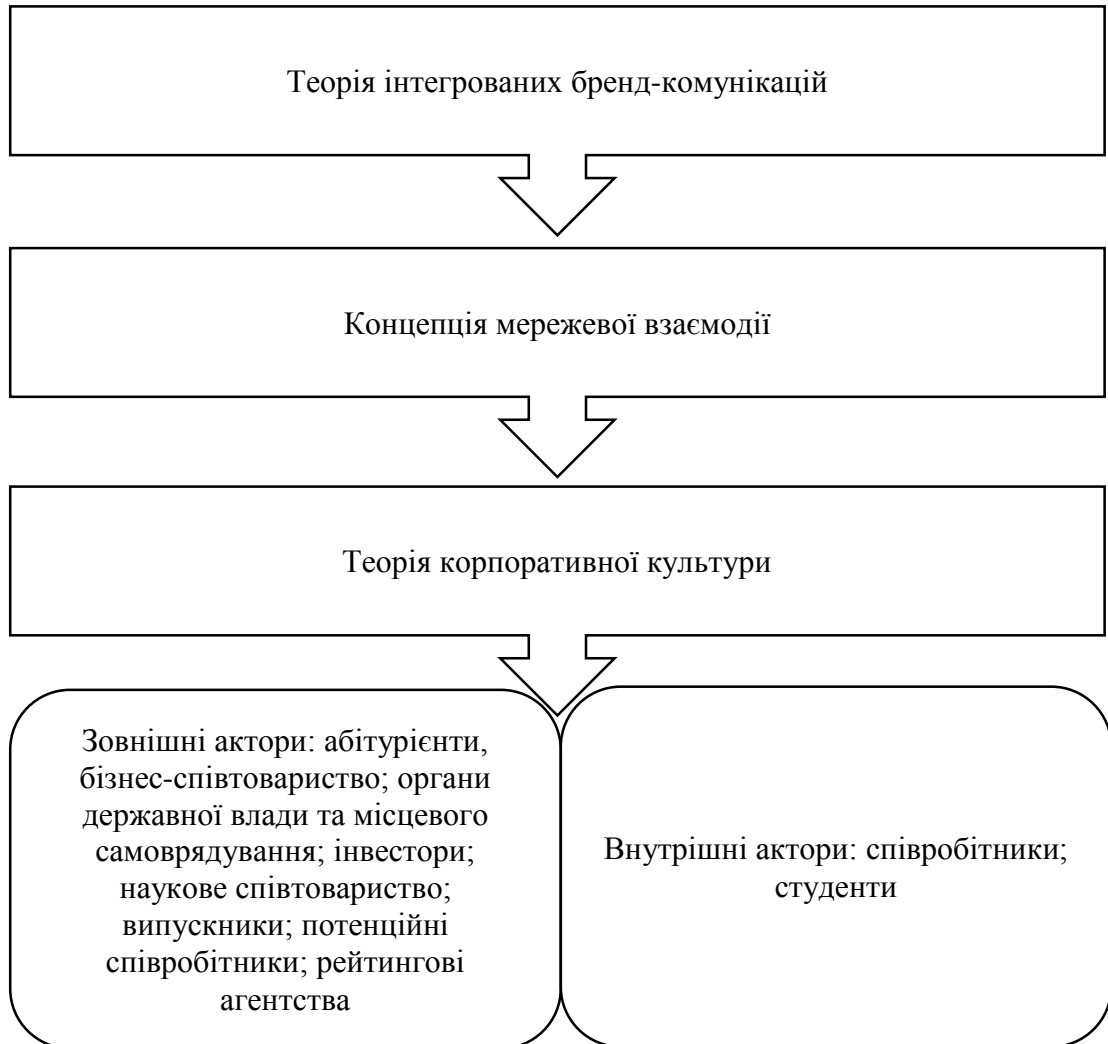 Теорія інтегрованих бренд-комунікацій
Концепція мережевої взаємодії
Теорія корпоративної культури
Зовнішні актори: абітурієнти,
бізнес-співтовариство; органи
державної влади та місцевого
самоврядування; інвестори;
наукове співтовариство;
випускники; потенційні
співробітники; рейтингові
агентства
Внутрішні актори: співробітники;
студенти